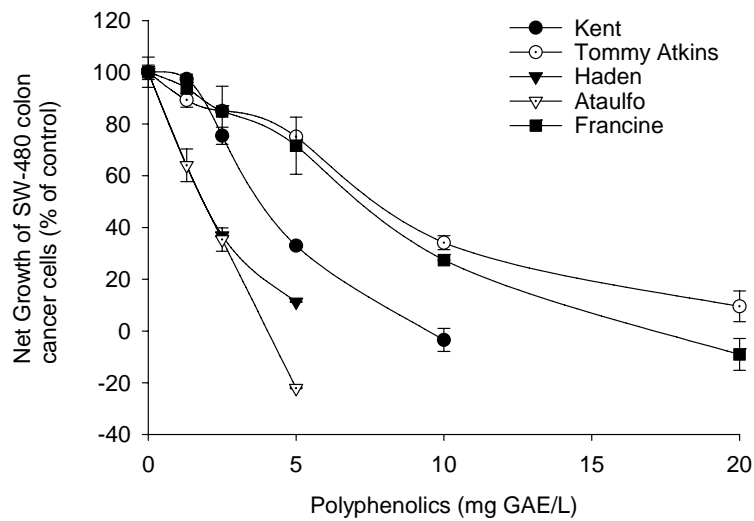 Net Growth of SW-480 colon
cancer cells (% of control)
120
100
80
60
40
20
0
-20
-40
Kent
Tommy Atkins
Haden
Ataulfo
Francine
0
5
10
15
20
Polyphenolics (mg GAE/L)